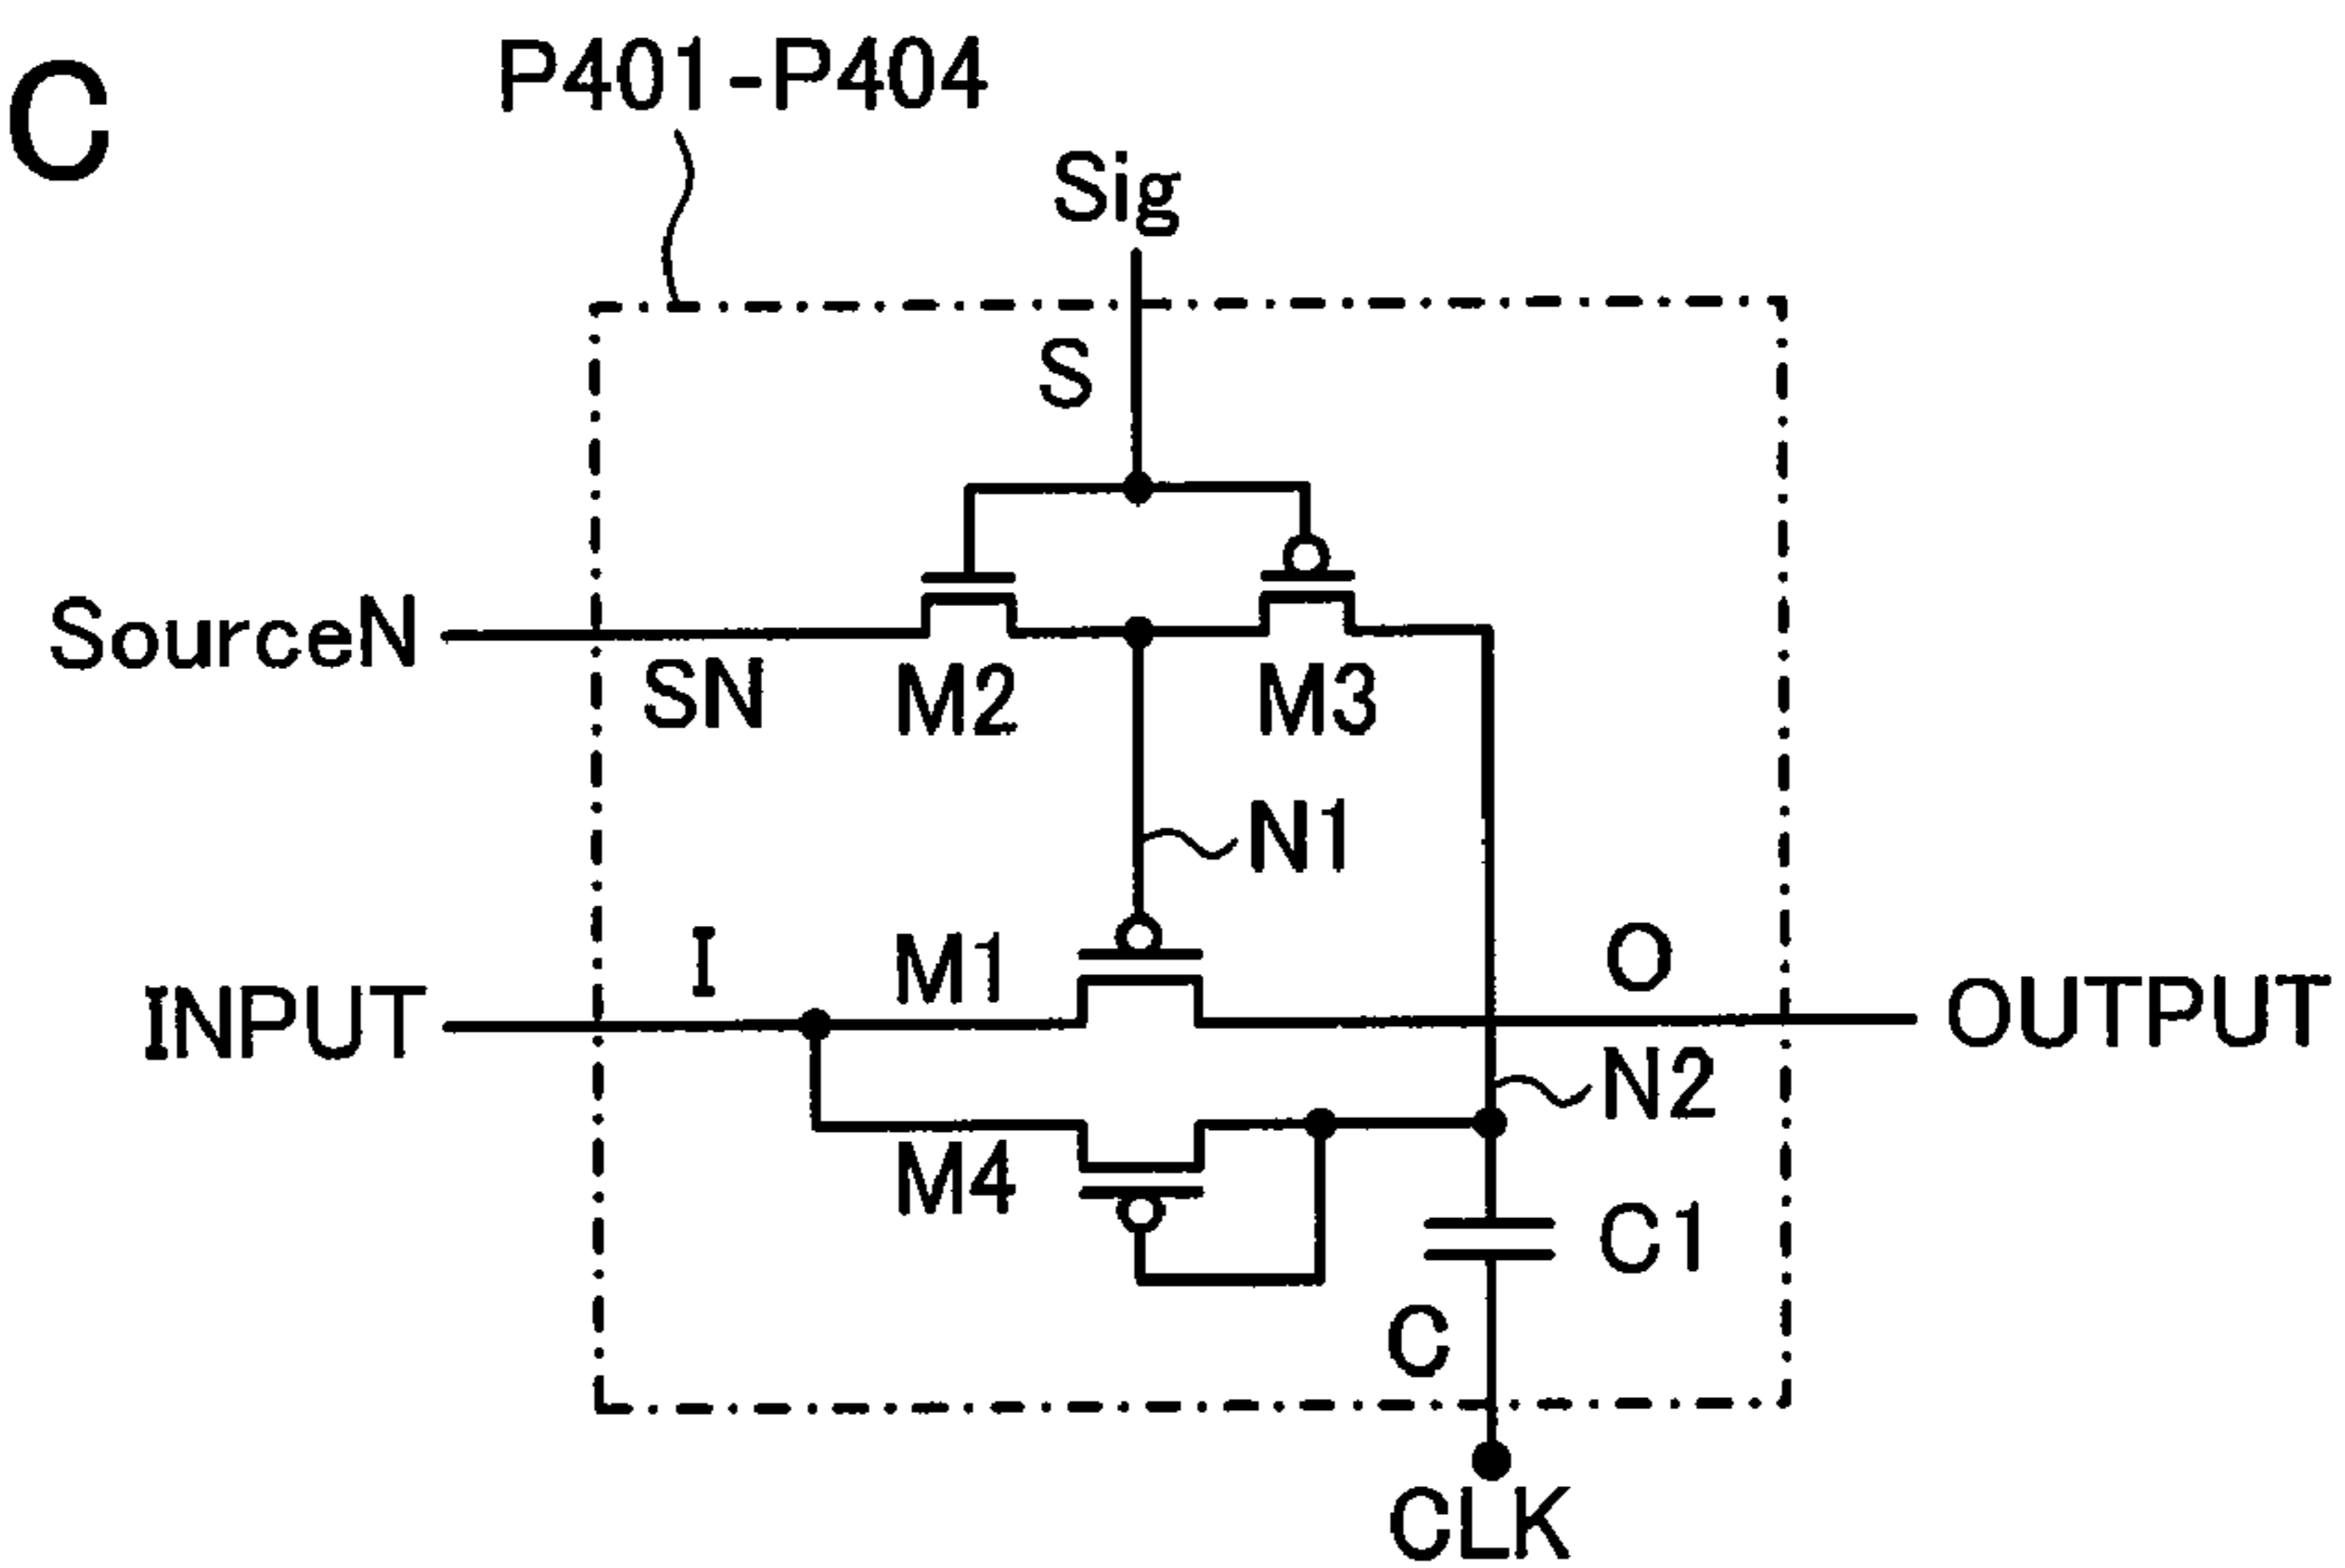 C
P401-P404
Sig
S
SourceN
SN
M2
M3
N1
INPUT
I
M1
O
OUTPUT
N2
M4
C1
C
CLK